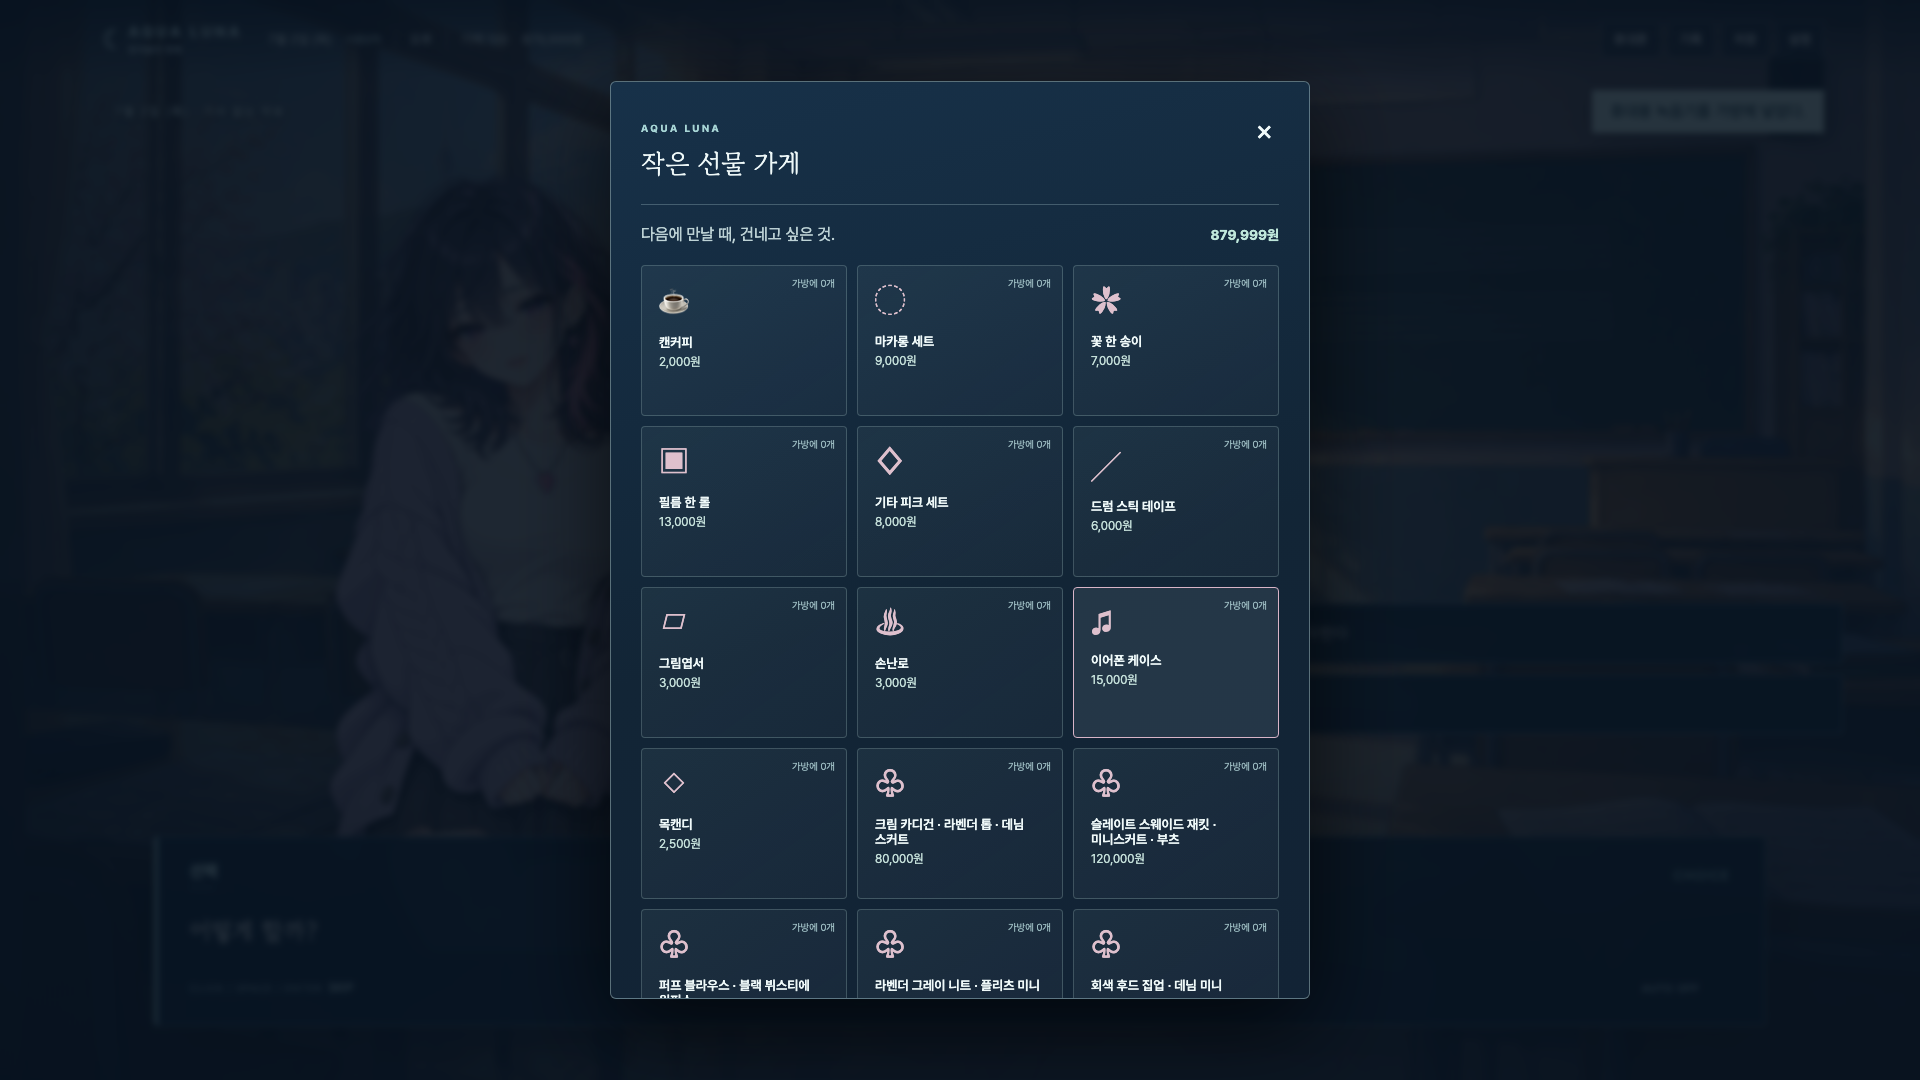 AQUA LUNA
작은 선물 가게
다음에 만날 때, 건네고 싶은 것.
879,999원
가방에 0개
캔커피
2,000원
가방에 0개
마카롱 세트
9,000원
가방에 0개
꽃 한 송이
7,000원
가방에 0개
필름 한 롤
13,000원
가방에 0개
기타 피크 세트
8,000원
가방에 0개
드럼 스틱 테이프
6,000원
가방에 0개
그림엽서
3,000원
가방에 0개
손난로
3,000원
가방에 0개
이어폰 케이스
15,000원
가방에 0개
목캔디
2,500원
가방에 0개
크림 카디건 · 라벤더 톱 · 데님
스커트
80,000원
가방에 0개
슬레이트 스웨이드 재킷 ·
미니스커트 · 부츠
120,000원
가방에 0개
퍼프 블라우스 · 블랙 뷔스티에
가방에 0개
라벤더 그레이 니트 · 플리츠 미니
가방에 0개
회색 후드 집업 · 데님 미니